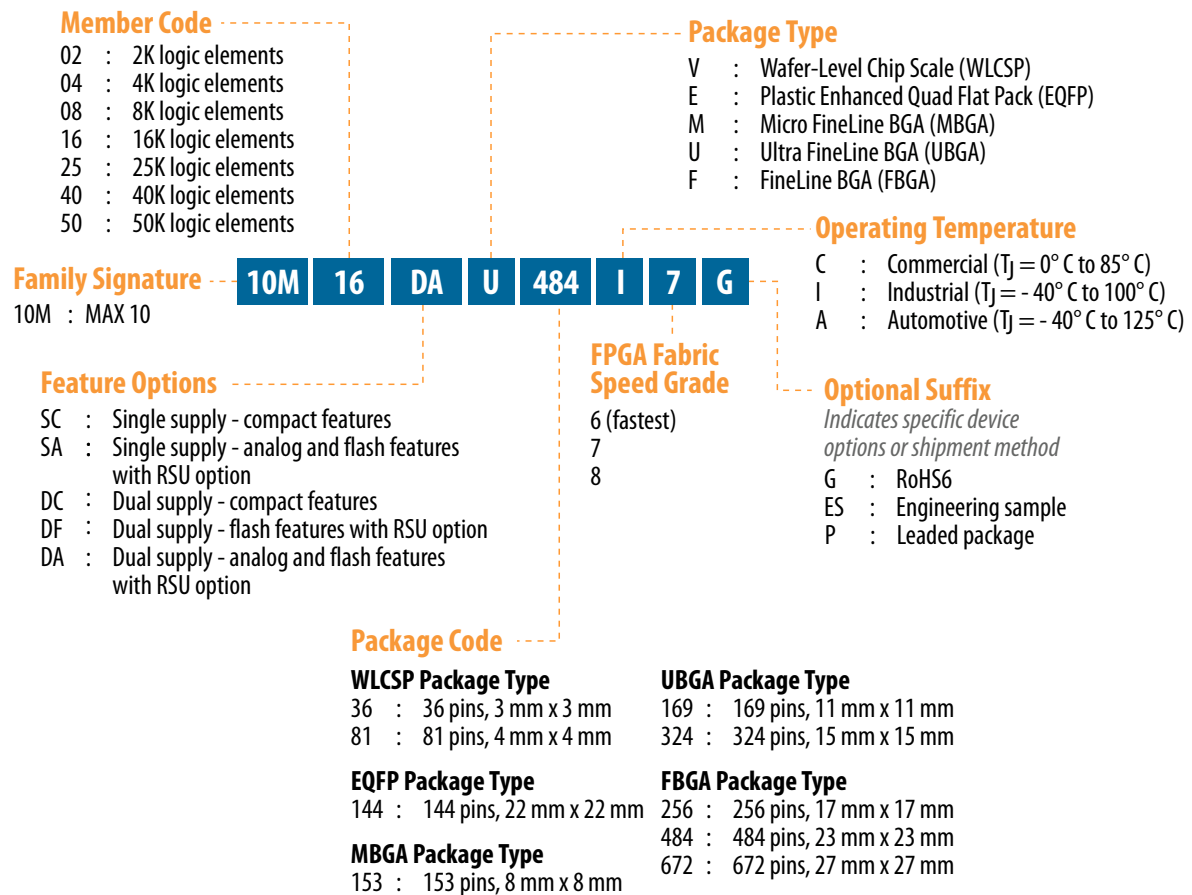 Member Code
02 : 2K logic elements
04 : 4K logic elements
08 : 8K logic elements
16 : 16K logic elements
25 : 25K logic elements
40 : 40K logic elements
50 : 50K logic elements
Package Type
V : Wafer-Level Chip Scale (WLCSP)
E : Plastic Enhanced Quad Flat Pack (EQFP)
M : Micro FineLine BGA (MBGA)
U : Ultra FineLine BGA (UBGA)
F : FineLine BGA (FBGA)
Family Signature
10M : MAX 10
10M 16 DA U 484 I 7 G
Operating Temperature
C : Commercial (TJ = 0° C to 85° C)
I : Industrial (TJ = - 40° C to 100° C)
A : Automotive (TJ = - 40° C to 125° C)
Feature Options
SC : Single supply - compact features
SA : Single supply - analog and flash features
with RSU option
DC : Dual supply - compact features
DF : Dual supply - flash features with RSU option
DA : Dual supply - analog and flash features
with RSU option
FPGA Fabric
Speed Grade
6 (fastest)
7
8
Optional Suffix
Indicates specific device
options or shipment method
G : RoHS6
ES : Engineering sample
P : Leaded package
Package Code
WLCSP Package Type
36 : 36 pins, 3 mm x 3 mm
81 : 81 pins, 4 mm x 4 mm
EQFP Package Type
144 : 144 pins, 22 mm x 22 mm
MBGA Package Type
153 : 153 pins, 8 mm x 8 mm
UBGA Package Type
169 : 169 pins, 11 mm x 11 mm
324 : 324 pins, 15 mm x 15 mm
FBGA Package Type
256 : 256 pins, 17 mm x 17 mm
484 : 484 pins, 23 mm x 23 mm
672 : 672 pins, 27 mm x 27 mm